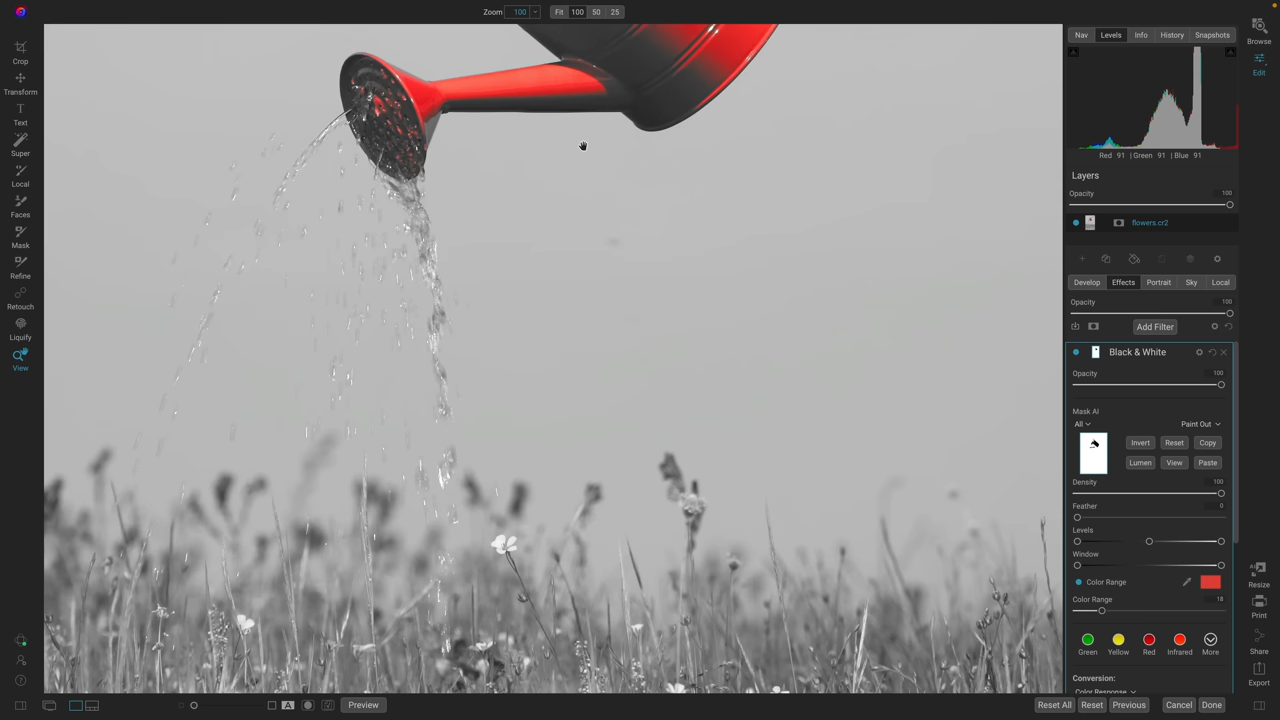 Zoom 100 Fit 100 50 25
Nav Levels Info History Snapshots
Browse
Edit
Crop
Transform
Text
Super
Local
Faces
Mask
Refine
Retouch
Liquify
View
Red 91 | Green 91 | Blue 91
Layers
Opacity 100
flowers.cr2
Develop Effects Portrait Sky Local
Opacity 100
Add Filter
Black & White
Opacity 100
Mask AI
All Paint Out
Invert Reset Copy
Lumen View Paste
Density 100
Feather 0
Levels
Window
Color Range
Color Range 18
Green Yellow Red Infrared More
Conversion:
Color Response
Resize
Print
Share
Export
A Preview
Reset All Reset Previous Cancel Done